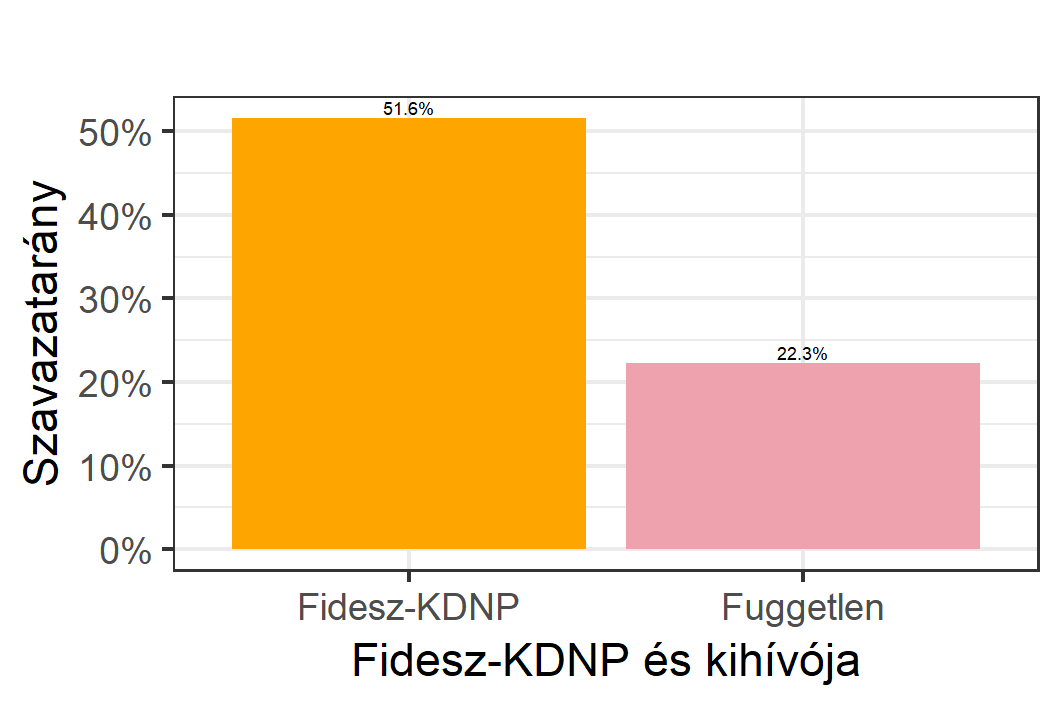 51.6%
50%
Szavazatarány
40%
30%
22.3%
20%
10%
0%
Fidesz-KDNP
Fuggetlen
Fidesz-KDNP és kihívója